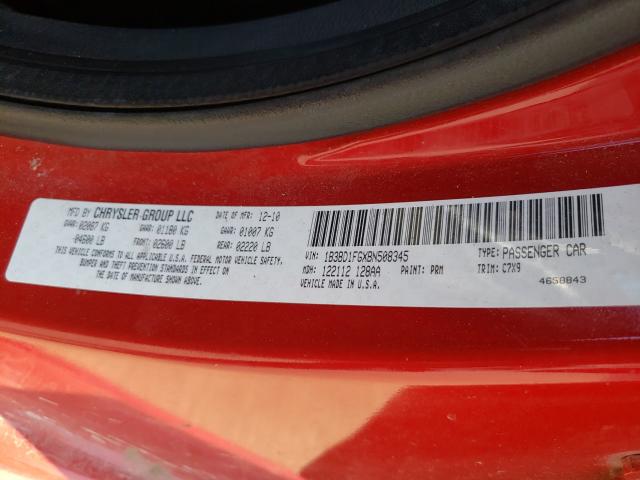 MFD BY CHRYSLER GROUP LLC DATE OF MFR 12-10
GVWR: 02087 KG GAWR 01180 KG GAWR 01007 KG
04600 LB FRONT: 02600 LB REAR: 02220 LB
THIS VEHICLE CONFORMS TO ALL APPLICABLE U.S.A. FEDERAL MOTOR VEHICLE SAFETY,
BUMPER, AND THEFT PREVENTION STANDARDS IN EFFECT ON
THE DATE OF MANUFACTURE SHOWN ABOVE.
VIN: 1B3BD1FGXBN508345 TYPE: PASSENGER CAR
MDH: 122112 128AA PAINT: PRM TRIM: C7X9
VEHICLE MADE IN U.S.A. 4658843